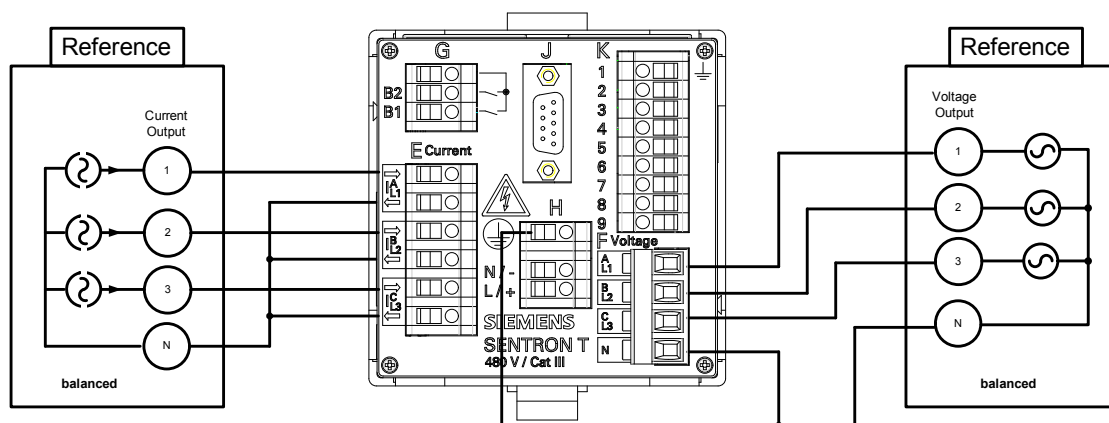 Reference
Current
Output
1
2
3
N
balanced
G
B2
B1
E Current
I A L1
I B L2
I C L3
J
K
1
2
3
4
5
6
7
8
9
H
N / -
L / +
SIEMENS
SENTRON T
480 V / Cat III
F Voltage
A
L1
B
L2
C
L3
N
Reference
Voltage
Output
1
2
3
N
balanced